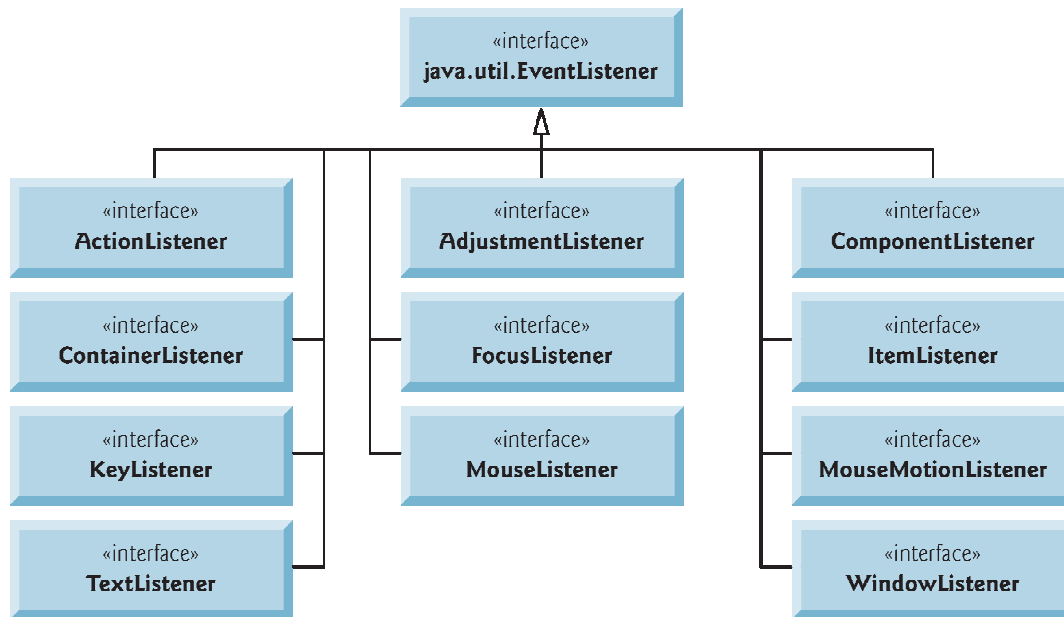 «interface»
java.util.EventListener
«interface»
ActionListener
«interface»
AdjustmentListener
«interface»
ComponentListener
«interface»
ContainerListener
«interface»
FocusListener
«interface»
ItemListener
«interface»
KeyListener
«interface»
MouseListener
«interface»
MouseMotionListener
«interface»
TextListener
«interface»
WindowListener